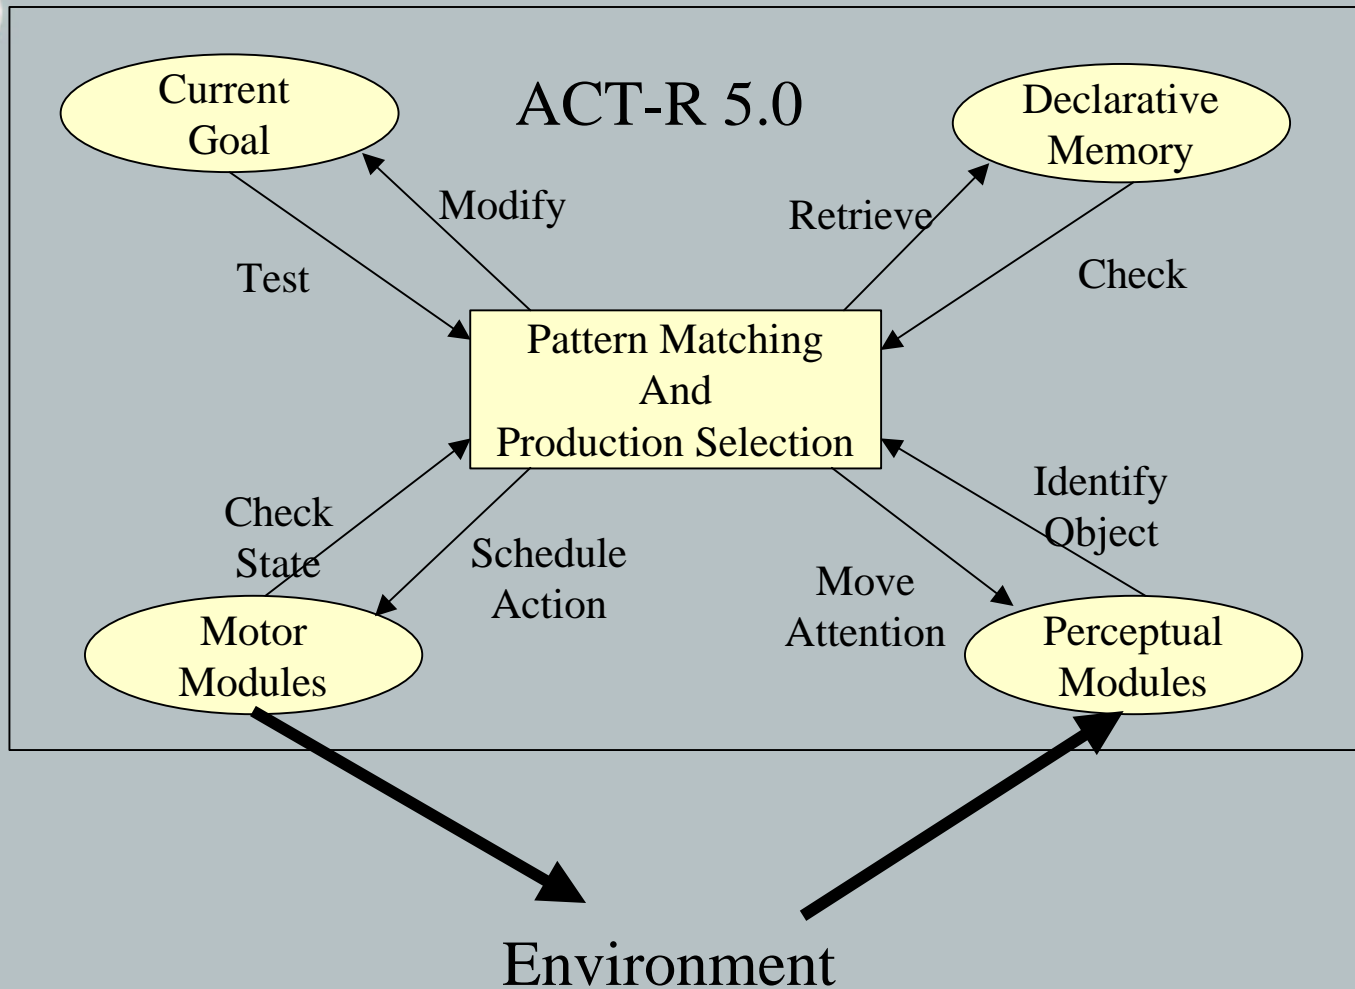 ACT-R 5.0
Current
Goal
Declarative
Memory
Modify
Retrieve
Test
Check
Pattern Matching
And
Production Selection
Check
State
Schedule
Action
Move
Attention
Identify
Object
Motor
Modules
Perceptual
Modules
Environment